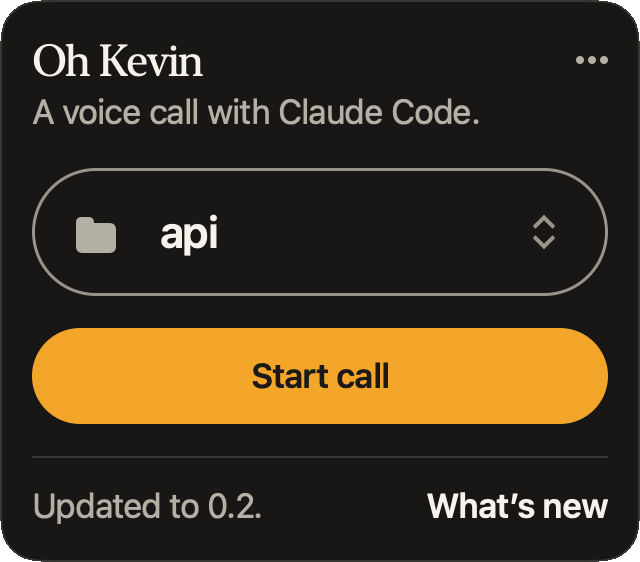 Oh Kevin
A voice call with Claude Code.
api
Start call
Updated to 0.2.
What’s new